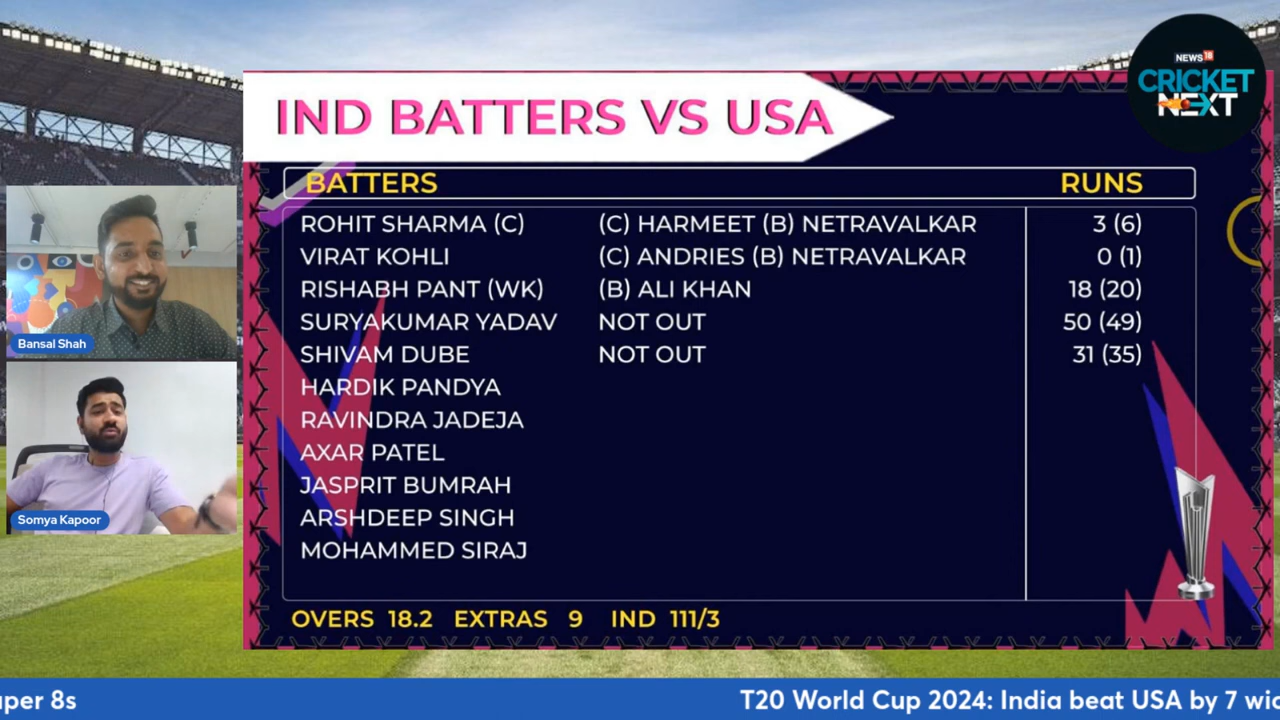 NEWS18
CRICKET
NEXT
IND BATTERS VS USA
BATTERS RUNS
ROHIT SHARMA (C) (C) HARMEET (B) NETRAVALKAR 3 (6)
VIRAT KOHLI (C) ANDRIES (B) NETRAVALKAR 0 (1)
RISHABH PANT (WK) (B) ALI KHAN 18 (20)
SURYAKUMAR YADAV NOT OUT 50 (49)
SHIVAM DUBE NOT OUT 31 (35)
HARDIK PANDYA
RAVINDRA JADEJA
AXAR PATEL
JASPRIT BUMRAH
ARSHDEEP SINGH
MOHAMMED SIRAJ
OVERS 18.2 EXTRAS 9 IND 111/3
Bansal Shah
Somya Kapoor
8s T20 World Cup 2024: India beat USA by 7